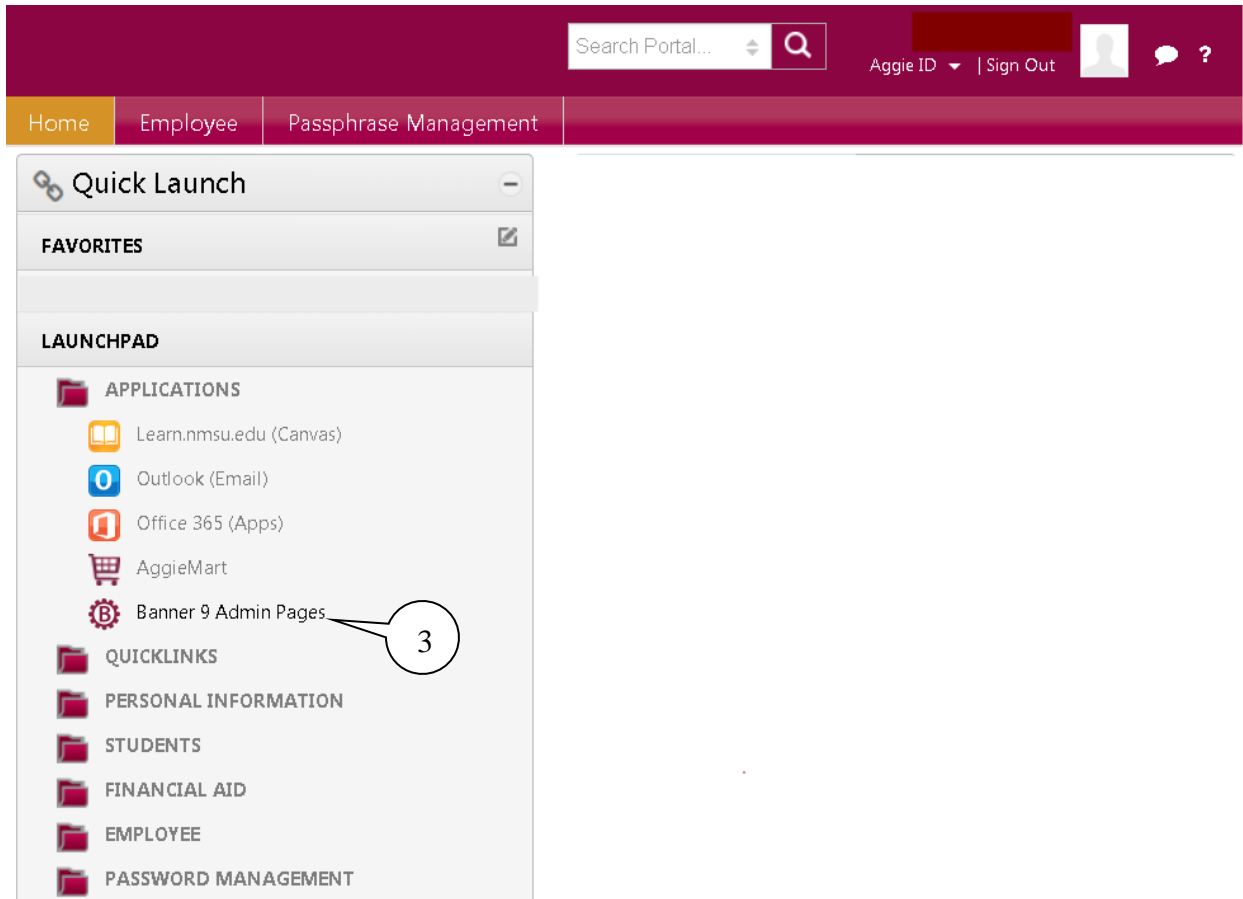 Search Portal...
Aggie ID | Sign Out
?
Home Employee Passphrase Management
Quick Launch
FAVORITES
LAUNCHPAD
APPLICATIONS
Learn.nmsu.edu (Canvas)
Outlook (Email)
Office 365 (Apps)
AggieMart
Banner 9 Admin Pages
3
QUICKLINKS
PERSONAL INFORMATION
STUDENTS
FINANCIAL AID
EMPLOYEE
PASSWORD MANAGEMENT